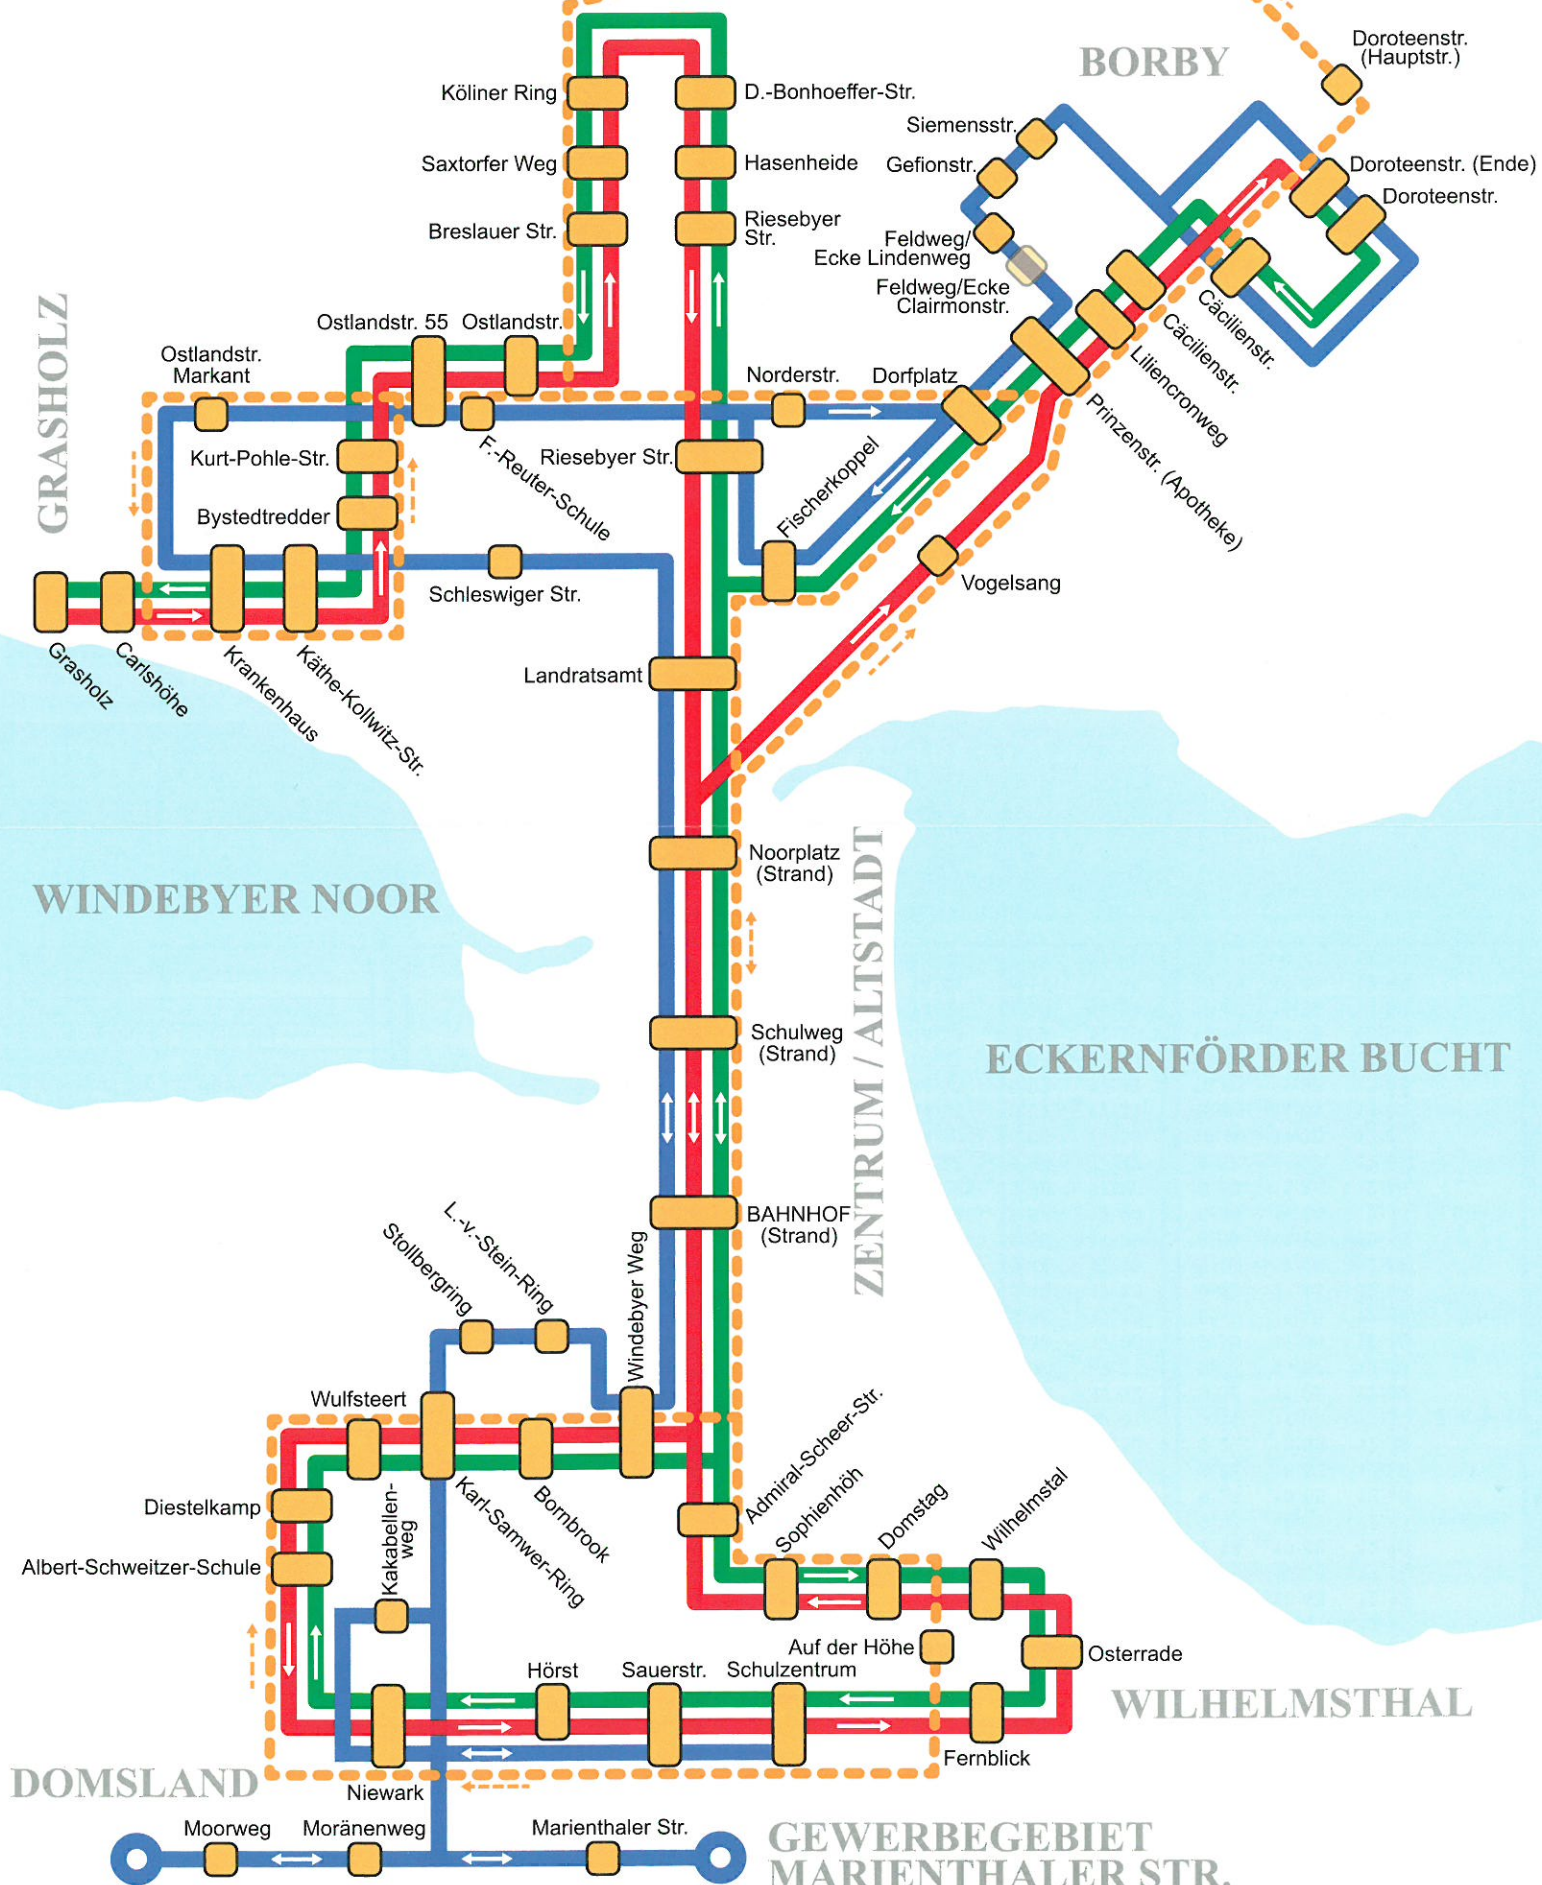 Doroteenstr.
(Hauptstr.)
BORBY
Kölner Ring
D.-Bonhoeffer-Str.
Siemensstr.
Saxtorfer Weg
Hasenheide
Gefionstr.
Doroteenstr. (Ende)
Doroteenstr.
Breslauer Str.
Riesebyer
Str.
Feldweg/
Ecke Lindenweg
Feldweg/Ecke
Clairmonstr.
Cäcilienstr.
Cäcilienstr.
Liliencronweg
Prinzenstr. (Apotheke)
GRASHOLZ
Ostlandstr. 55
Ostlandstr.
Ostlandstr.
Markant
Norderstr.
Dorfplatz
Kurt-Pohle-Str.
F.-Reuter-Schule
Riesebyer Str.
Fischerkoppel
Bystedtredder
Schleswiger Str.
Vogelsang
Grasholz
Carlshöhe
Krankenhaus
Käthe-Kollwitz-Str.
Landratsamt
Noorplatz
(Strand)
WINDEBYER NOOR
ZENTRUM / ALTSTADT
Schulweg
(Strand)
ECKERNFÖRDER BUCHT
BAHNHOF
(Strand)
Stollbergring
L.-v.-Stein-Ring
Windebyer Weg
Wulfsteert
Karl-Samwer-Ring
Bornbrook
Admiral-Scheer-Str.
Sophienhöh
Domstag
Wilhelmstal
Diestelkamp
Kakabellen-
weg
Albert-Schweitzer-Schule
Auf der Höhe
Osterrade
Hörst
Sauerstr.
Schulzentrum
WILHELMSTHAL
Fernblick
DOMSLAND
Niewark
Moorweg
Moränenweg
Marienthaler Str.
GEWERBEGEBIET
MARIENTHALER STR.